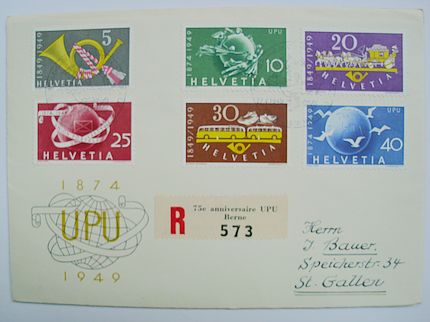 1849-1949
5
HELVETIA
1874-1949
UPU
10
HELVETIA
20
1849/1949
HELVETIA
25
HELVETIA
1849/1949
30
HELVETIA
1874-1949
UPU
40
HELVETIA
1874
UPU
1949
R
75e anniversaire UPU
Berne
573
Herrn
J. Bauer.
Speicherstr. 34
St. Gallen